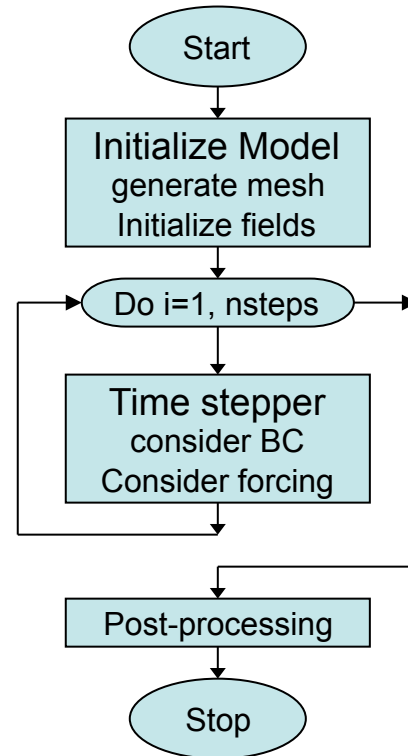 Start
Initialize Model
generate mesh
Initialize fields
Do i=1, nsteps
Time stepper
consider BC
Consider forcing
Post-processing
Stop